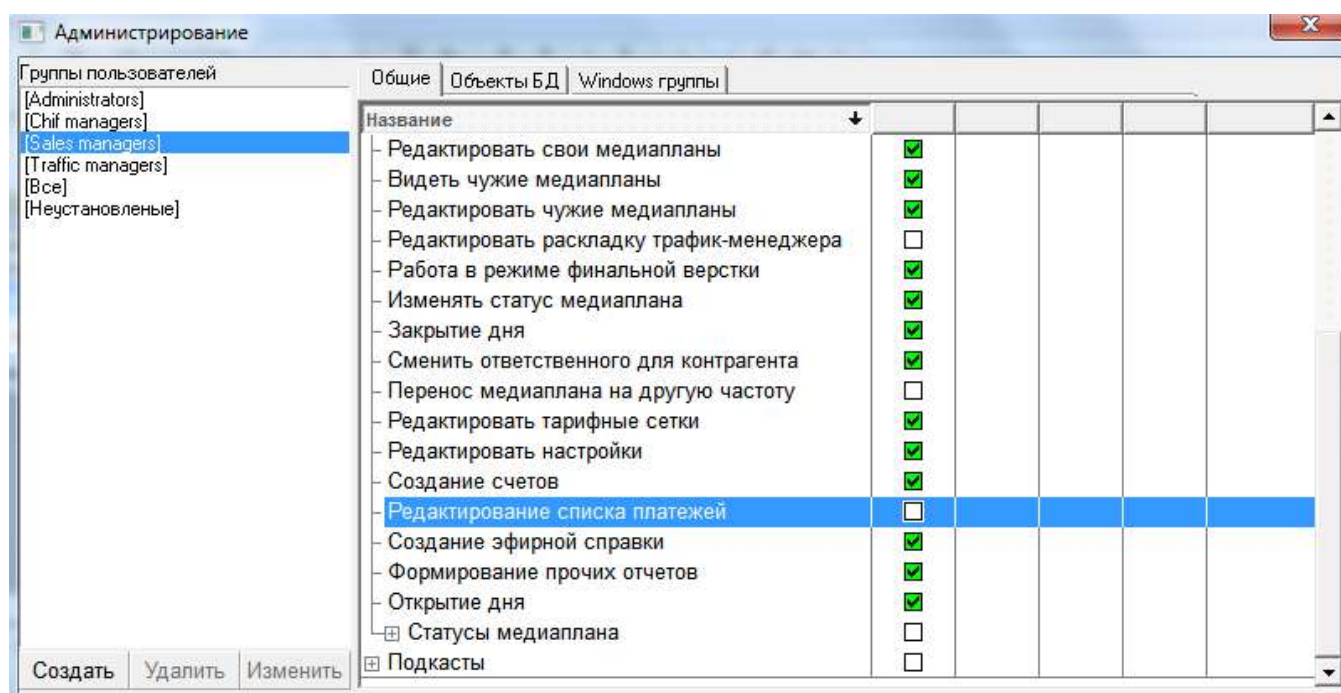 Администрирование
Группы пользователей
[Administrators]
[Chif managers]
[Sales managers]
[Traffic managers]
[Все]
[Неустановленые]
Создать Удалить Изменить
Общие Объекты БД Windows группы
Название
Редактировать свои медиапланы
Видеть чужие медиапланы
Редактировать чужие медиапланы
Редактировать раскладку трафик-менеджера
Работа в режиме финальной верстки
Изменять статус медиаплана
Закрытие дня
Сменить ответственного для контрагента
Перенос медиаплана на другую частоту
Редактировать тарифные сетки
Редактировать настройки
Создание счетов
Редактирование списка платежей
Создание эфирной справки
Формирование прочих отчетов
Открытие дня
Статусы медиаплана
Подкасты